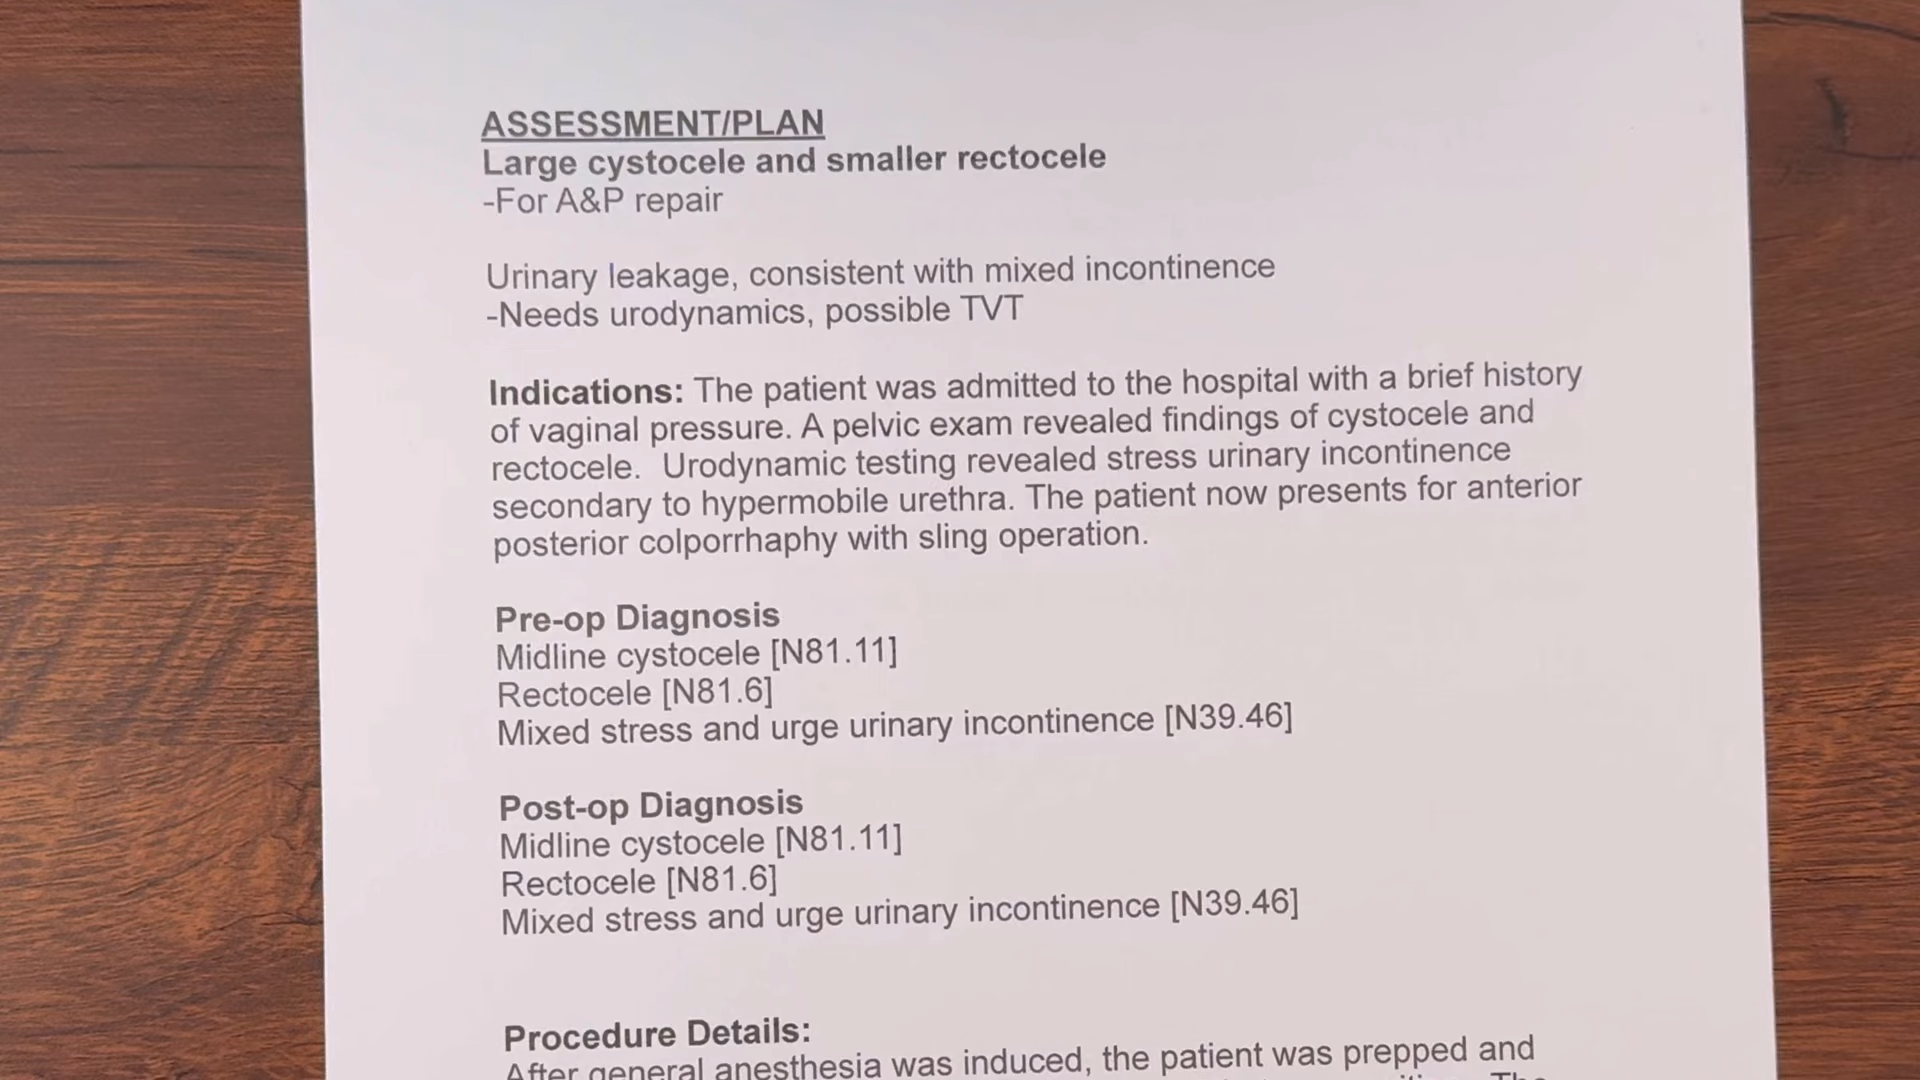 ASSESSMENT/PLAN
Large cystocele and smaller rectocele
-For A&P repair
Urinary leakage, consistent with mixed incontinence
-Needs urodynamics, possible TVT
Indications: The patient was admitted to the hospital with a brief history
of vaginal pressure. A pelvic exam revealed findings of cystocele and
rectocele.  Urodynamic testing revealed stress urinary incontinence
secondary to hypermobile urethra. The patient now presents for anterior
posterior colporrhaphy with sling operation.
Pre-op Diagnosis
Midline cystocele [N81.11]
Rectocele [N81.6]
Mixed stress and urge urinary incontinence [N39.46]
Post-op Diagnosis
Midline cystocele [N81.11]
Rectocele [N81.6]
Mixed stress and urge urinary incontinence [N39.46]
Procedure Details:
After general anesthesia was induced, the patient was prepped and
The